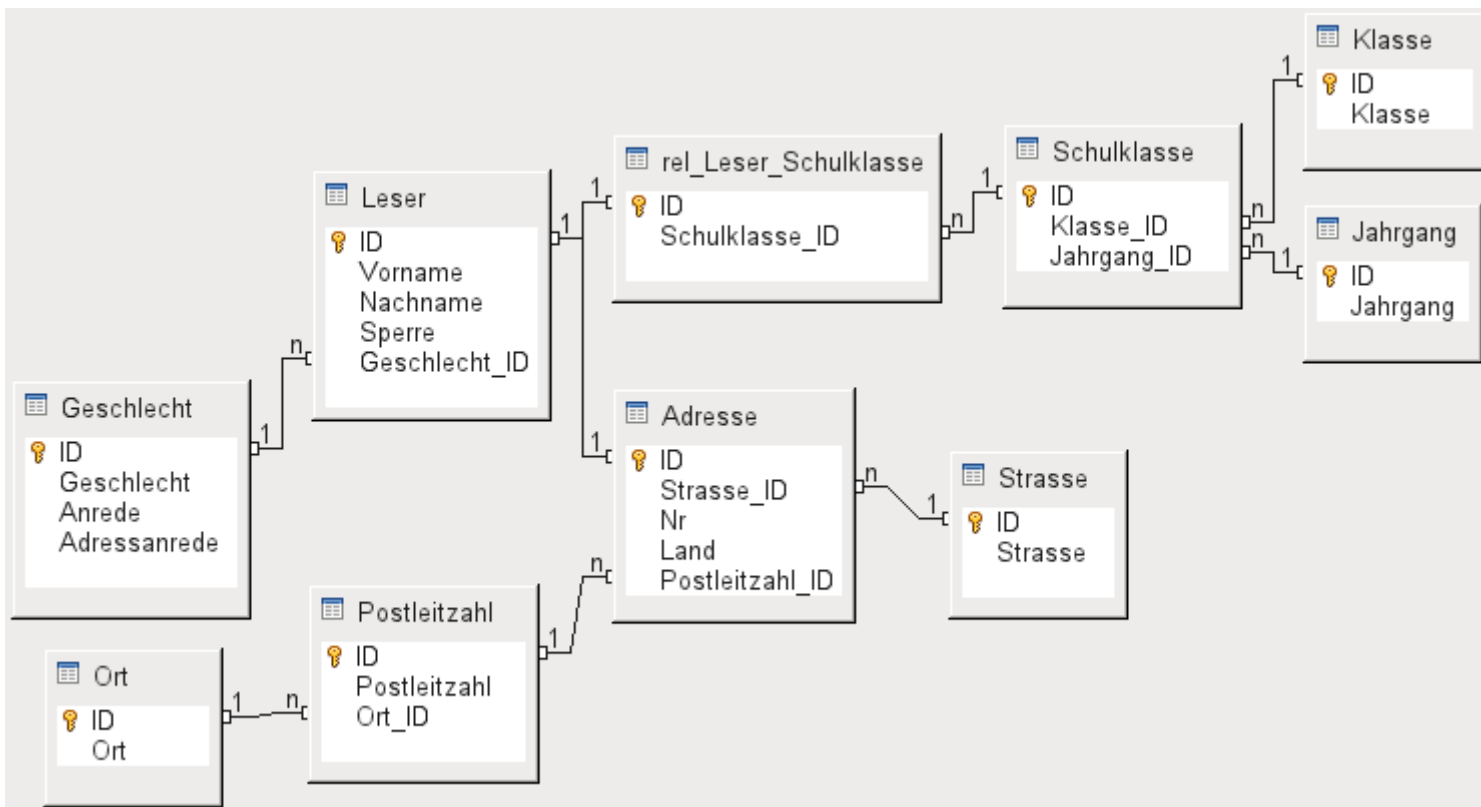 Klasse
ID
Klasse
1
n
Jahrgang
ID
Jahrgang
1
n
Schulklasse
ID
Klasse_ID
Jahrgang_ID
1
n
rel_Leser_Schulklasse
ID
Schulklasse_ID
1
1
Leser
ID
Vorname
Nachname
Sperre
Geschlecht_ID
n
1
Geschlecht
ID
Geschlecht
Anrede
Adressanrede
1
Adresse
ID
Strasse_ID
Nr
Land
Postleitzahl_ID
n
n
1
Strasse
ID
Strasse
1
Postleitzahl
ID
Postleitzahl
Ort_ID
n
1
Ort
ID
Ort